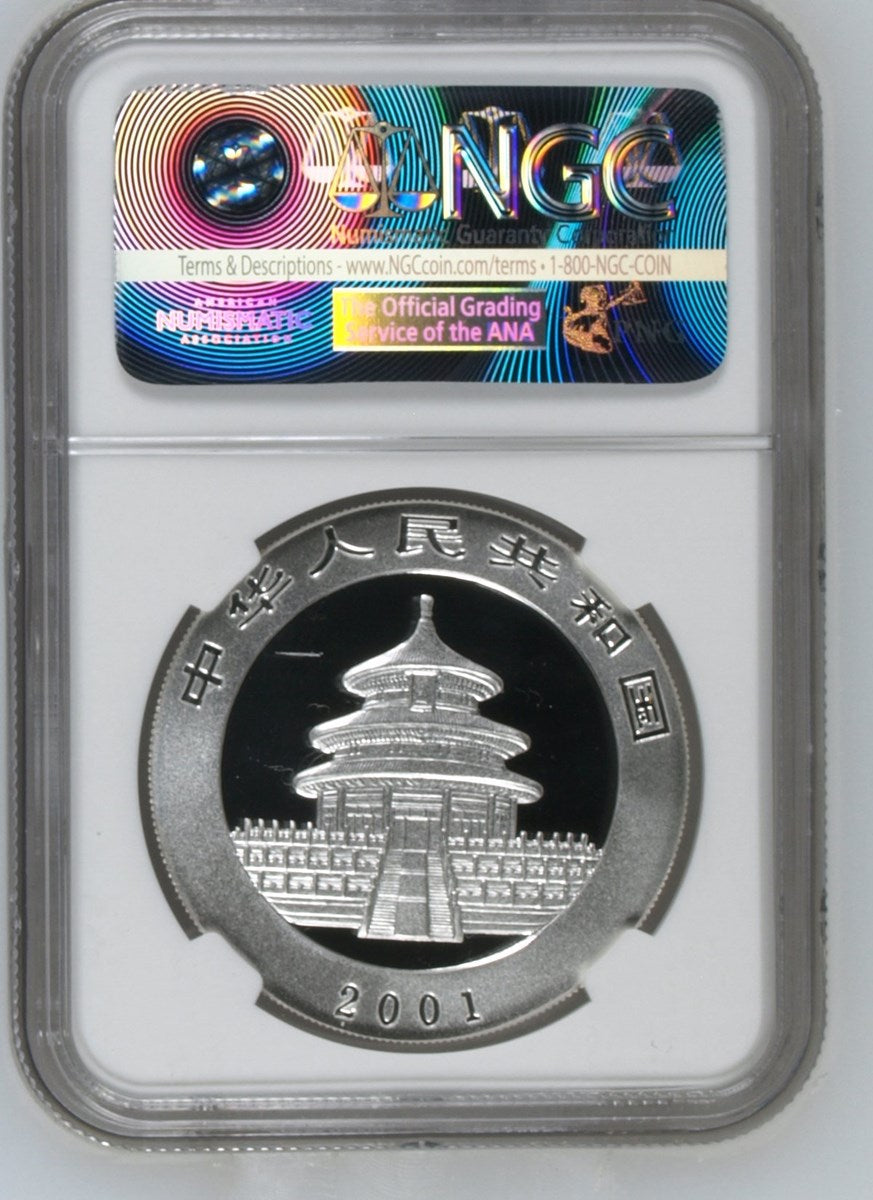 NGC
Numismatic Guaranty Corporation
Terms & Descriptions - www.NGCcoin.com/terms • 1-800-NGC-COIN
AMERICAN
NUMISMATIC
ASSOCIATION
The Official Grading
Service of the ANA
PNG
中华人民共和国
2001